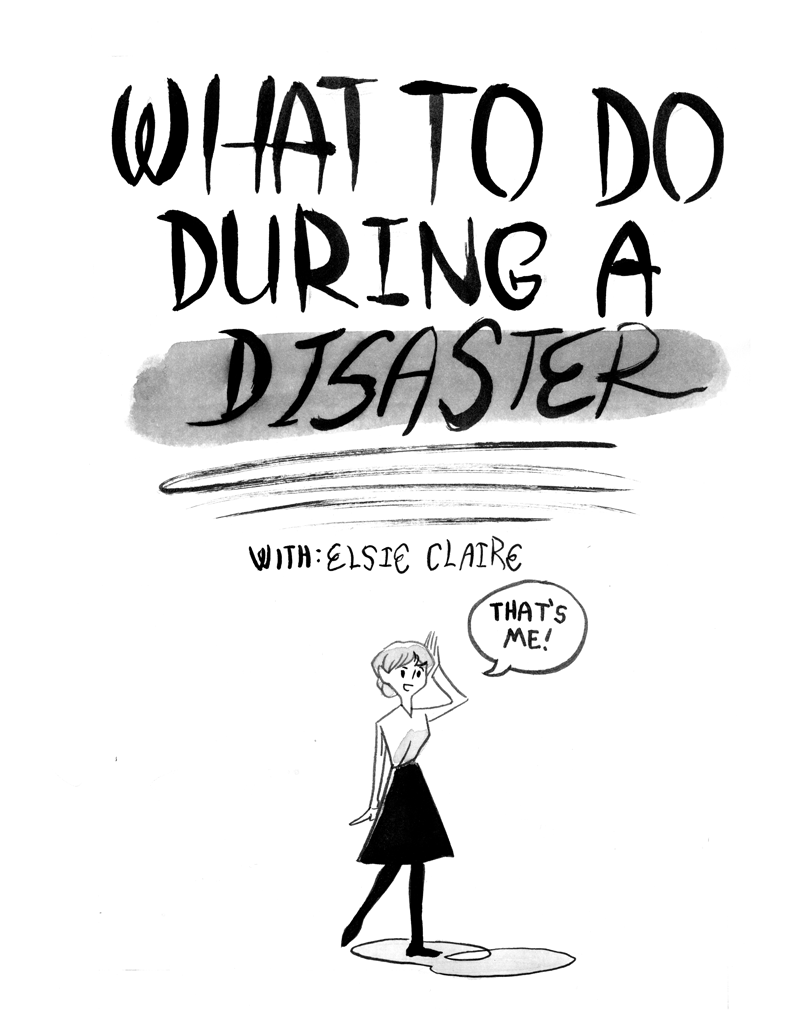 WHAT TO DO
DURING A
DISASTER
WITH: ELSIE CLAIRE
THAT'S
ME!